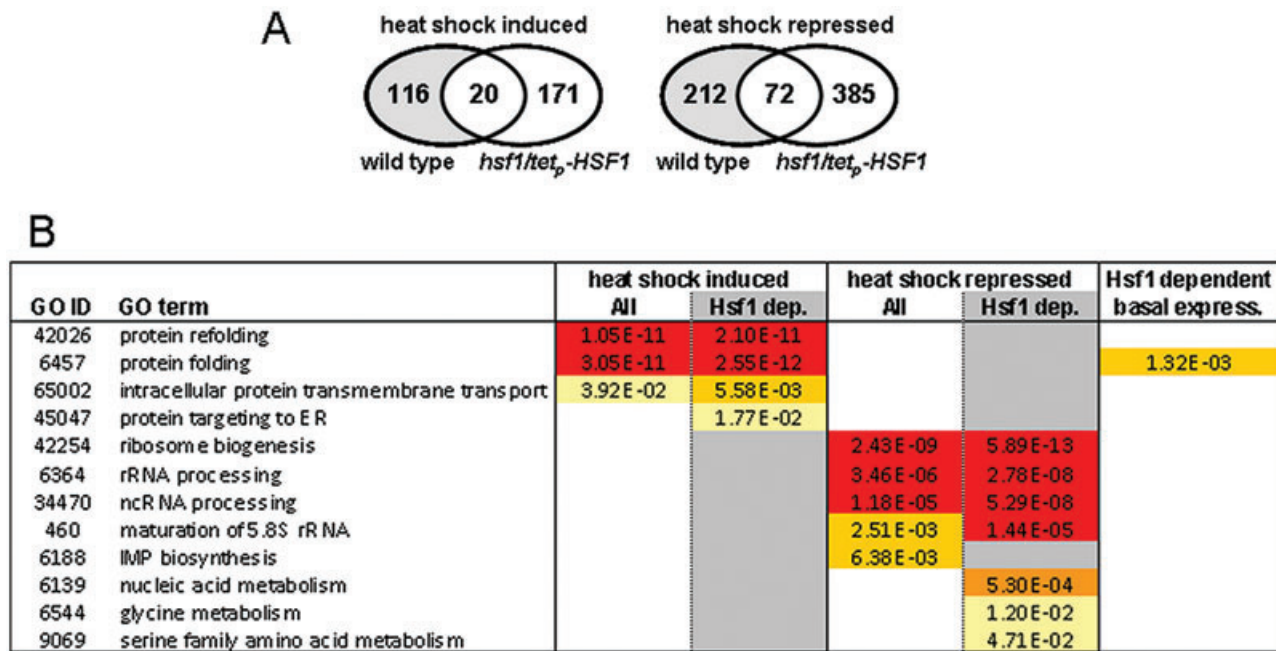 A
heat shock induced
heat shock repressed
116 20 171
212 72 385
wild type hsf1/tetp-HSF1
wild type hsf1/tetp-HSF1
B
heat shock induced heat shock repressed Hsf1 dependent
GO ID GO term All Hsf1 dep. All Hsf1 dep. basal express.
42026 protein refolding 1.05E-11 2.10E-11
6457 protein folding 3.05E-11 2.55E-12 1.32E-03
65002 intracellular protein transmembrane transport 3.92E-02 5.58E-03
45047 protein targeting to ER 1.77E-02
42254 ribosome biogenesis 2.43E-09 5.89E-13
6364 rRNA processing 3.46E-06 2.78E-08
34470 ncRNA processing 1.18E-05 5.29E-08
460 maturation of 5.8S rRNA 2.51E-03 1.44E-05
6188 IMP biosynthesis 6.38E-03
6139 nucleic acid metabolism 5.30E-04
6544 glycine metabolism 1.20E-02
9069 serine family amino acid metabolism 4.71E-02